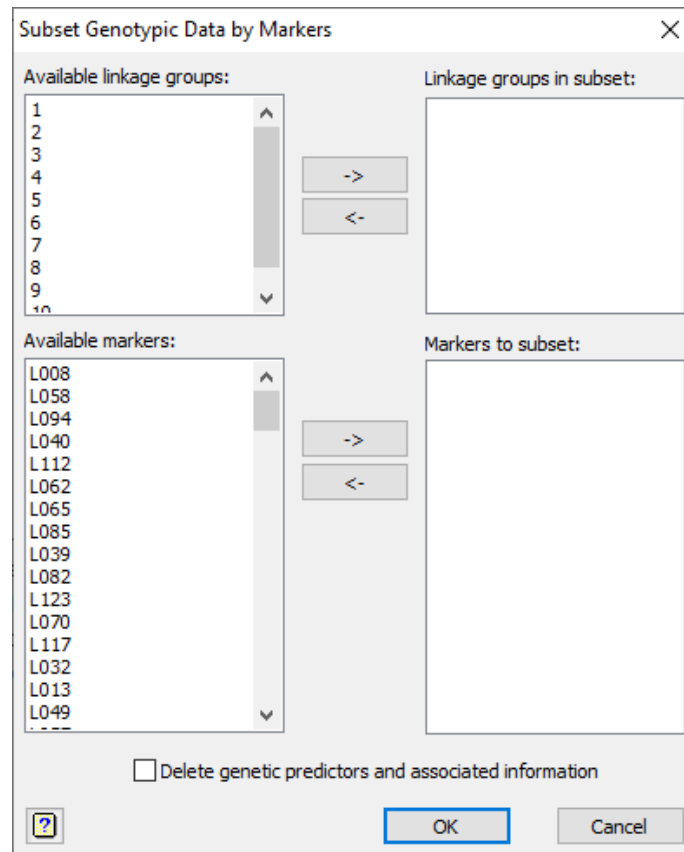 Subset Genotypic Data by Markers
Available linkage groups:
1
2
3
4
5
6
7
8
9
10
->
<-
Linkage groups in subset:
Available markers:
L008
L058
L094
L040
L112
L062
L065
L085
L039
L082
L123
L070
L117
L032
L013
L049
->
<-
Markers to subset:
Delete genetic predictors and associated information
?
OK
Cancel